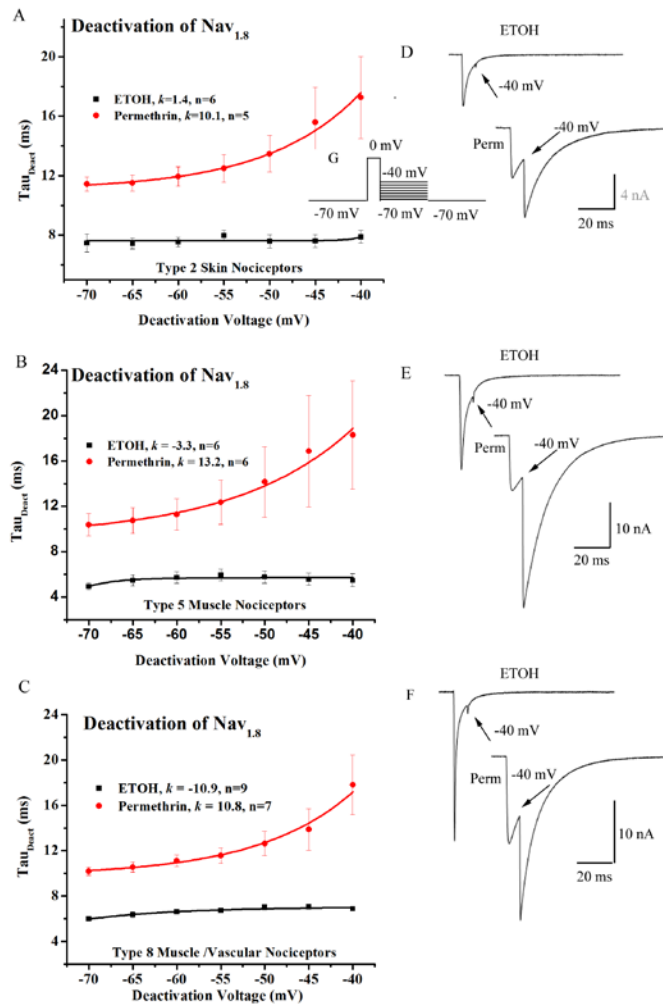 A
Deactivation of Nav1.8
20
16
12
8
4
Tau Deact (ms)
ETOH, k=1.4, n=6
Permethrin, k=10.1, n=5
Type 2 Skin Nociceptors
-70 -65 -60 -55 -50 -45 -40
Deactivation Voltage (mV)
G
0 mV
-40 mV
-70 mV -70 mV -70 mV
D
ETOH
-40 mV
Perm
-40 mV
4 nA
20 ms
B
Deactivation of Nav1.8
24
20
16
12
8
4
Tau Deact (ms)
ETOH, k = -3.3, n=6
Permethrin, k = 13.2, n=6
Type 5 Muscle Nociceptors
-70 -65 -60 -55 -50 -45 -40
Deactivation Voltage (mV)
E
ETOH
-40 mV
Perm
-40 mV
10 nA
20 ms
C
Deactivation of Nav1.8
24
20
16
12
8
4
Tau Deact (ms)
ETOH, k = -10.9, n=9
Permethrin, k = 10.8, n=7
Type 8 Muscle /Vascular Nociceptors
-70 -65 -60 -55 -50 -45 -40
Deactivation Voltage (mV)
F
ETOH
-40 mV
Perm
-40 mV
10 nA
20 ms